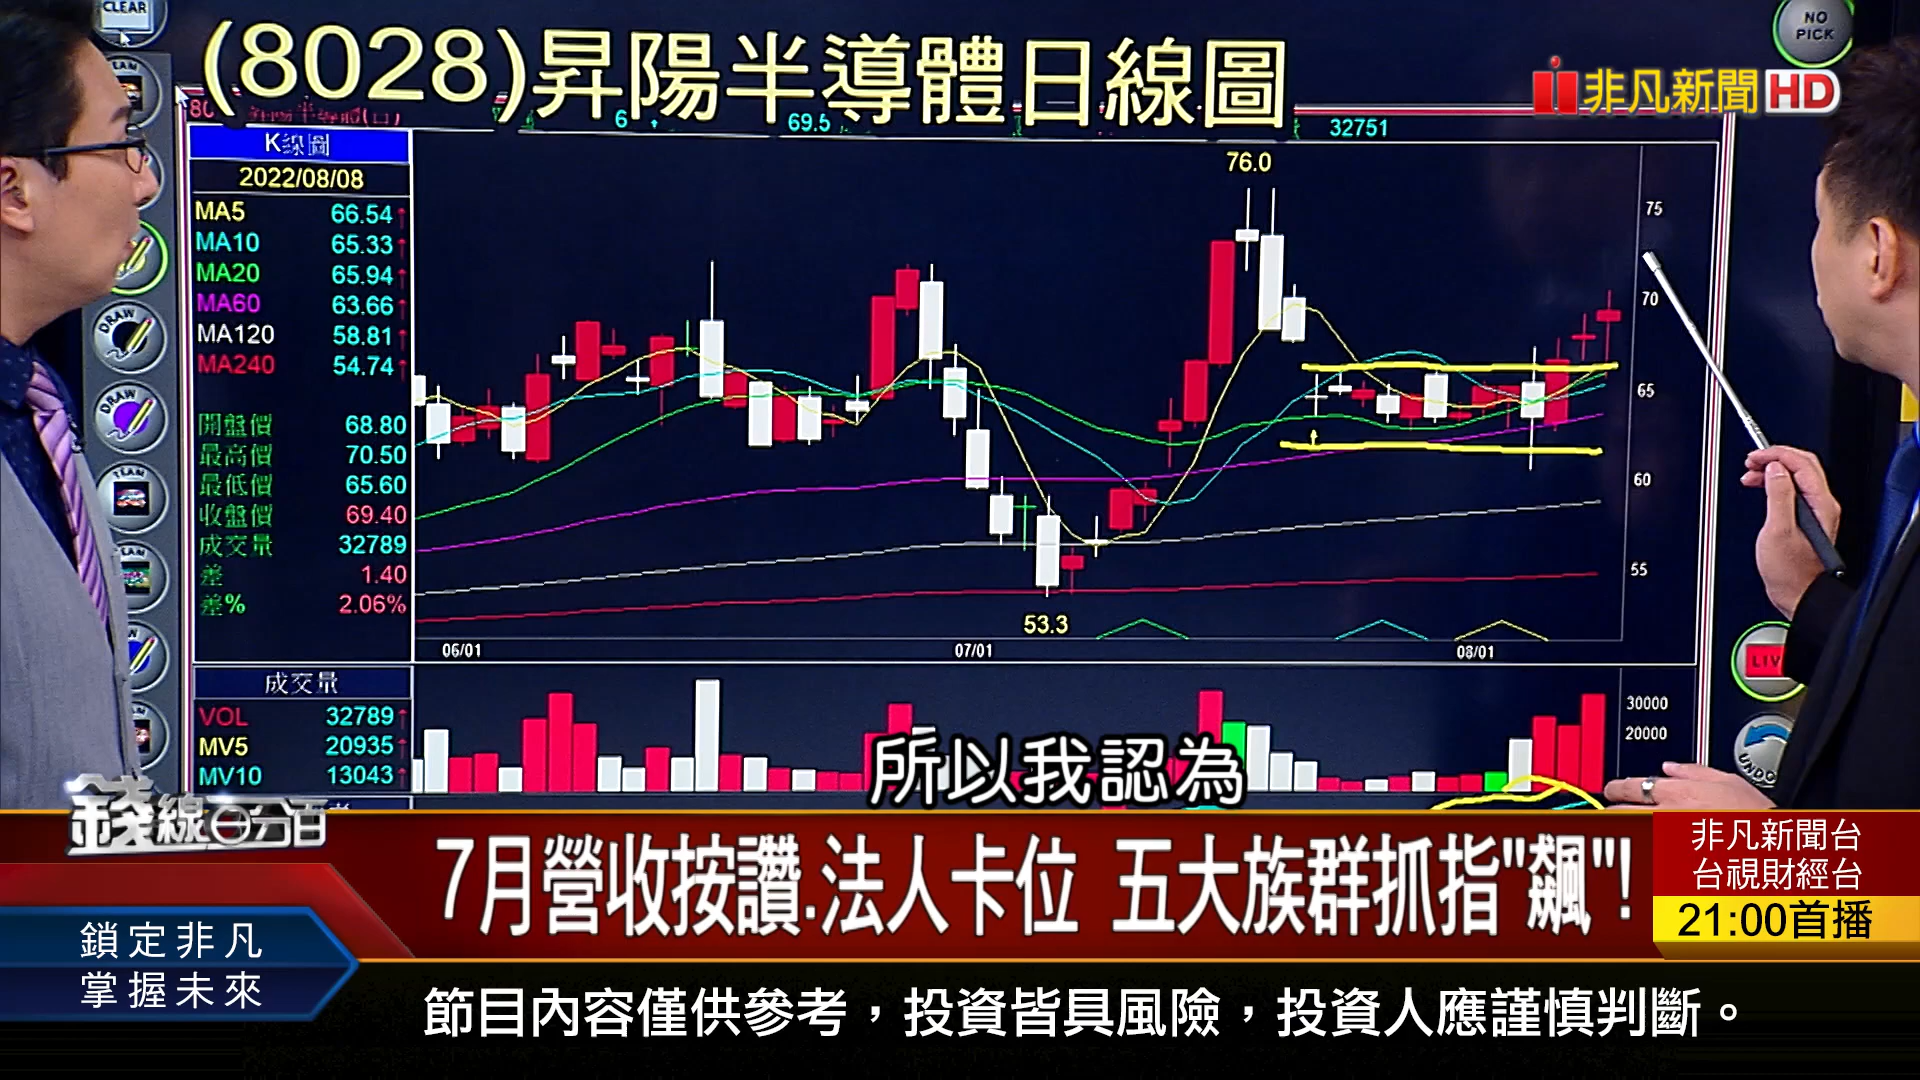 CLEAR
(8028)昇陽半導體日線圖
NO
PICK
非凡新聞HD
69.5
32751
K線圖
2022/08/08
MA5 66.54↑
MA10 65.33↑
MA20 65.94↑
MA60 63.66↑
MA120 58.81↑
MA240 54.74↑
開盤價 68.80
最高價 70.50
最低價 65.60
收盤價 69.40
成交量 32789
差 1.40
差% 2.06%
76.0
53.3
75
70
65
60
55
06/01
07/01
08/01
DRAW
DRAW
TEAM
成交量
VOL 32789↑
MV5 20935↑
MV10 13043↑
30000
20000
LIV
UNDO
所以我認為
錢線百分百
7月營收按讚.法人卡位 五大族群抓指"飆"!
非凡新聞台
台視財經台
21:00首播
鎖定非凡
掌握未來
節目內容僅供參考，投資皆具風險，投資人應謹慎判斷。